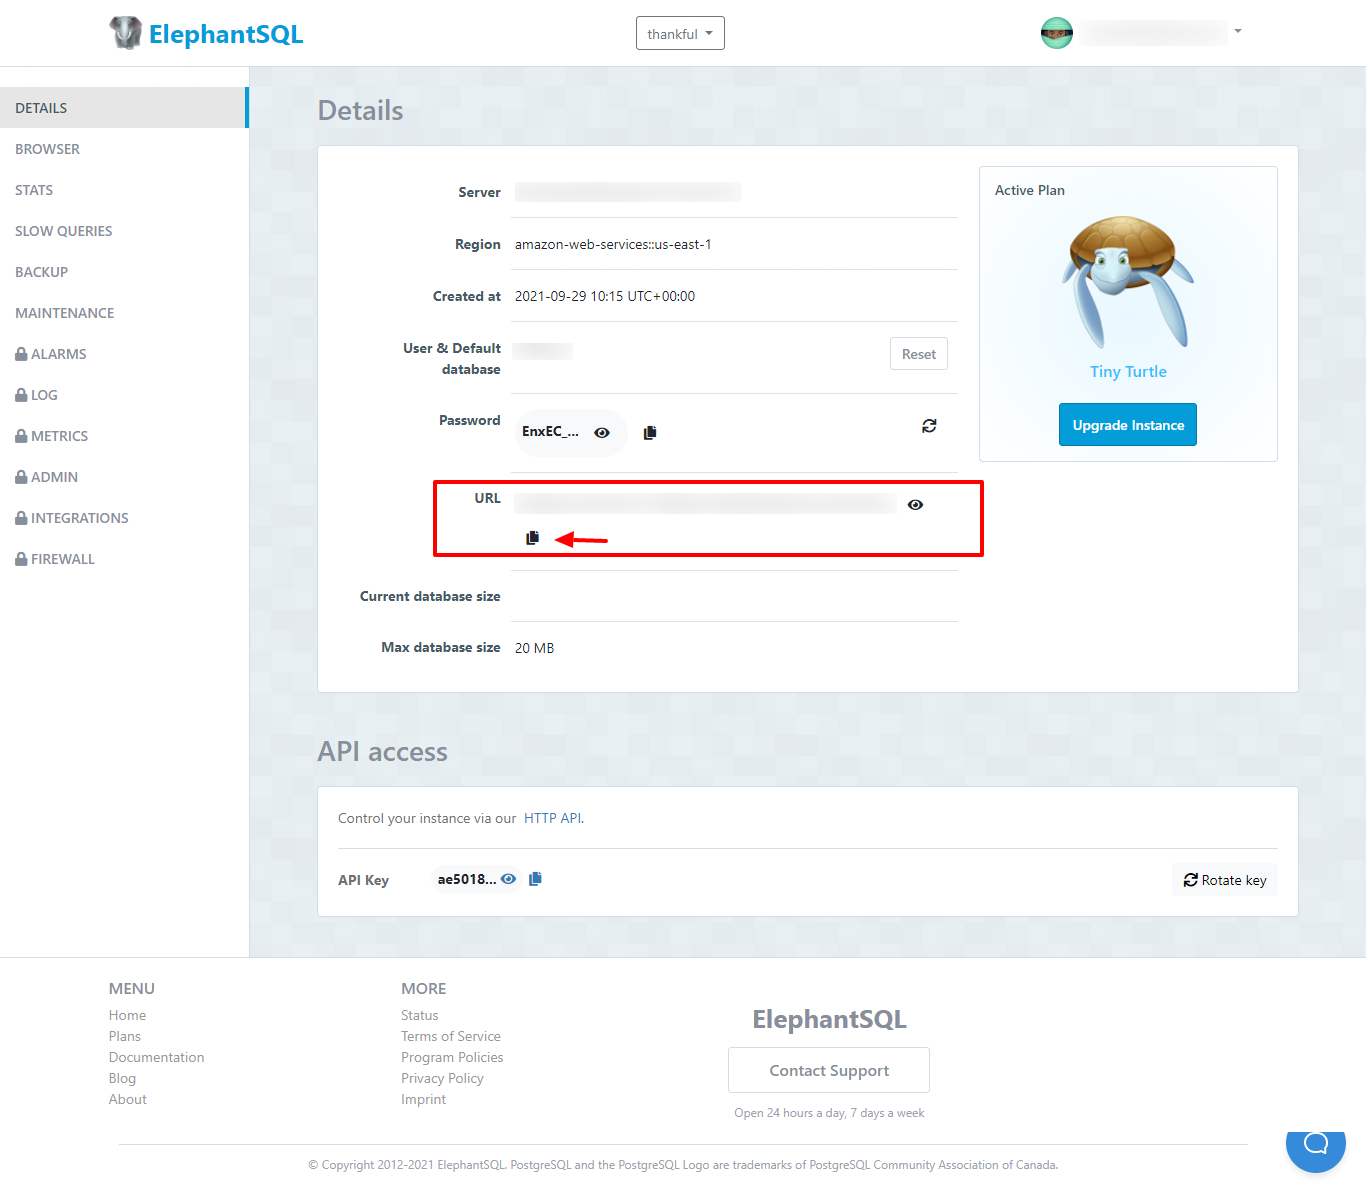 ElephantSQL
thankful
DETAILS
BROWSER
STATS
SLOW QUERIES
BACKUP
MAINTENANCE
ALARMS
LOG
METRICS
ADMIN
INTEGRATIONS
FIREWALL
Details
Server
Region amazon-web-services::us-east-1
Created at 2021-09-29 10:15 UTC+00:00
User & Default
database
Reset
Password EnxEC_...
URL
Current database size
Max database size 20 MB
Active Plan
Tiny Turtle
Upgrade Instance
API access
Control your instance via our HTTP API.
API Key ae5018... Rotate key
MENU
Home
Plans
Documentation
Blog
About
MORE
Status
Terms of Service
Program Policies
Privacy Policy
Imprint
ElephantSQL
Contact Support
Open 24 hours a day, 7 days a week
© Copyright 2012-2021 ElephantSQL. PostgreSQL and the PostgreSQL Logo are trademarks of PostgreSQL Community Association of Canada.